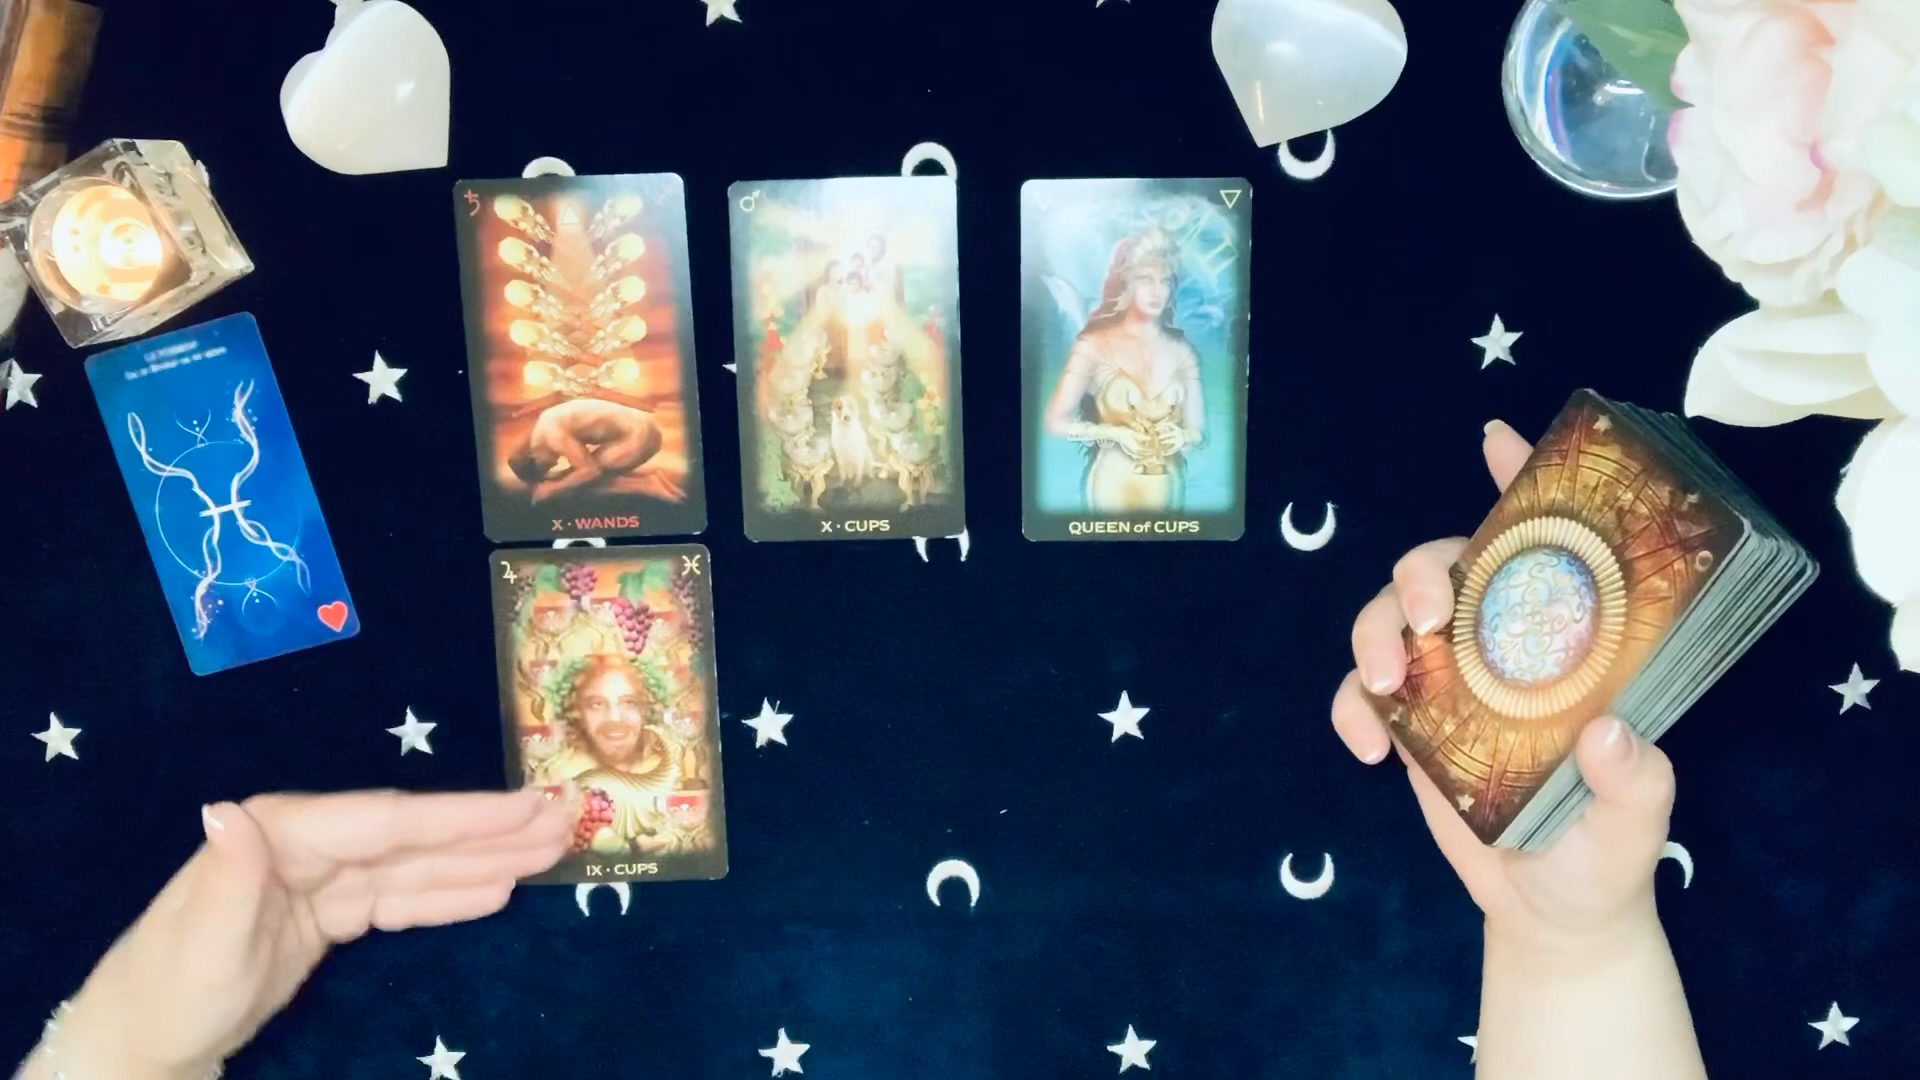 X · WANDS
X · CUPS
QUEEN of CUPS
IX · CUPS